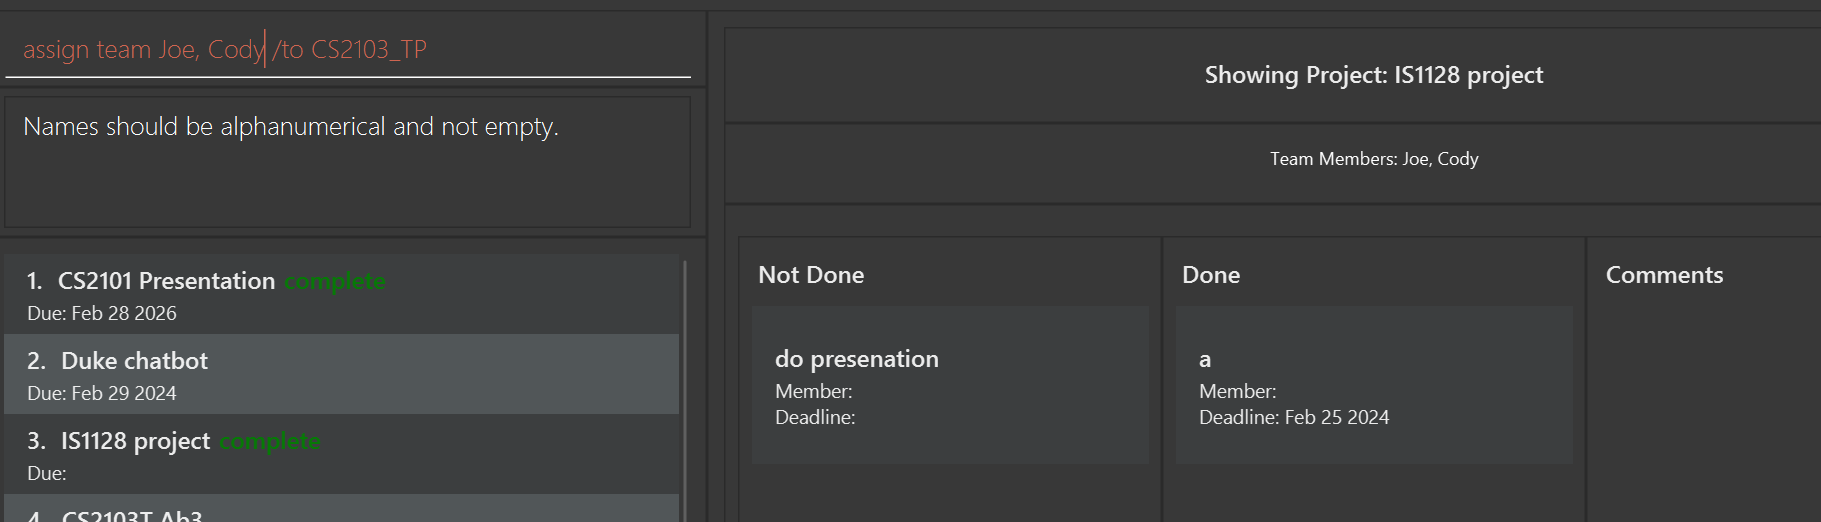 assign team Joe, Cody /to CS2103_TP
Names should be alphanumerical and not empty.
1. CS2101 Presentation complete
Due: Feb 28 2026
2. Duke chatbot
Due: Feb 29 2024
3. IS1128 project complete
Due:
4. CS2103T Ab3
Showing Project: IS1128 project
Team Members: Joe, Cody
Not Done
do presenation
Member:
Deadline:
Done
a
Member:
Deadline: Feb 25 2024
Comments